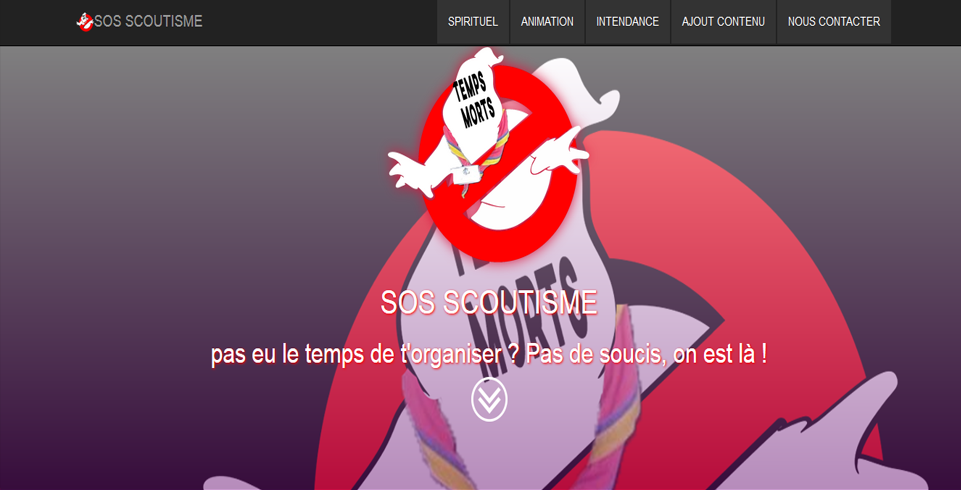 SOS SCOUTISME
SPIRITUEL
ANIMATION
INTENDANCE
AJOUT CONTENU
NOUS CONTACTER
TEMPS
MORTS
MORTS
SOS SCOUTISME
pas eu le temps de t'organiser ? Pas de soucis, on est là !